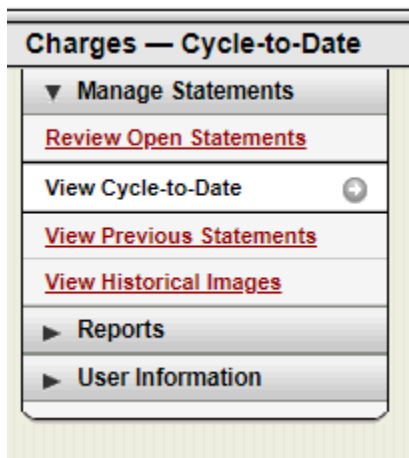 Charges — Cycle-to-Date
Manage Statements
Review Open Statements
View Cycle-to-Date
View Previous Statements
View Historical Images
Reports
User Information